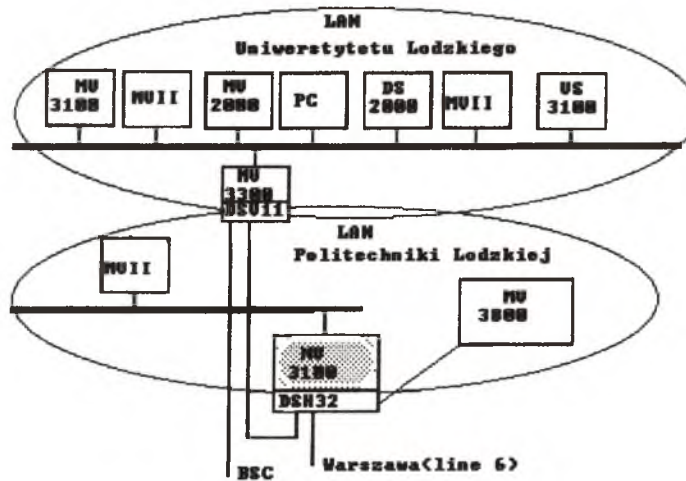 LAN
Uniwerstytetu Lodzkiego
MV
3100
MVII
MV
2000
PC
DS
2000
MVII
VS
3100
MV
3300
DSV11
LAN
Politechniki Lodzkiej
MVII
MV
3800
MV
3100
DSH32
BSC
Warszawa(line 6)